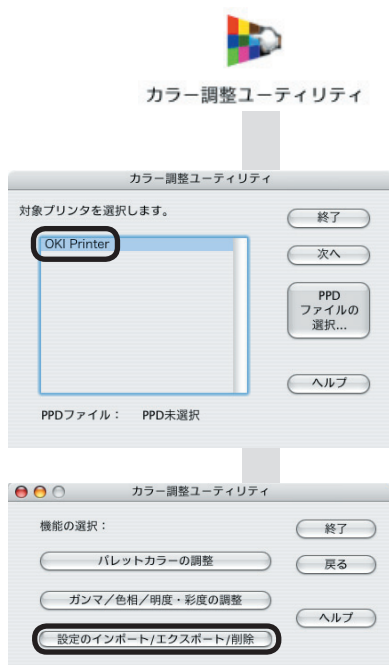 カラー調整ユーティリティ
カラー調整ユーティリティ
対象プリンタを選択します。
OKI Printer
終了
次へ
PPD
ファイルの
選択...
ヘルプ
PPDファイル： PPD未選択
カラー調整ユーティリティ
機能の選択：
終了
パレットカラーの調整
戻る
ガンマ／色相／明度・彩度の調整
ヘルプ
設定のインポート/エクスポート/削除